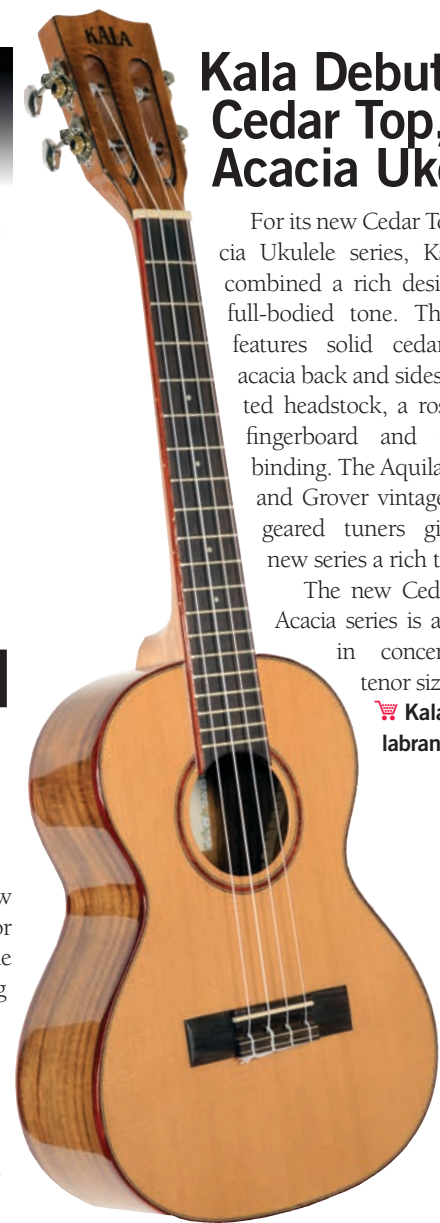 KALA
Kala Debut
Cedar Top,
Acacia Uk
For its new Cedar To
cia Ukulele series, Ka
combined a rich desi
full-bodied tone. Th
features solid cedar
acacia back and sides
ted headstock, a ros
fingerboard and
binding. The Aquila
and Grover vintage
geared tuners gi
new series a rich t
The new Ced
Acacia series is a
in concer
tenor siz
Kala
labran
w
or
e
g